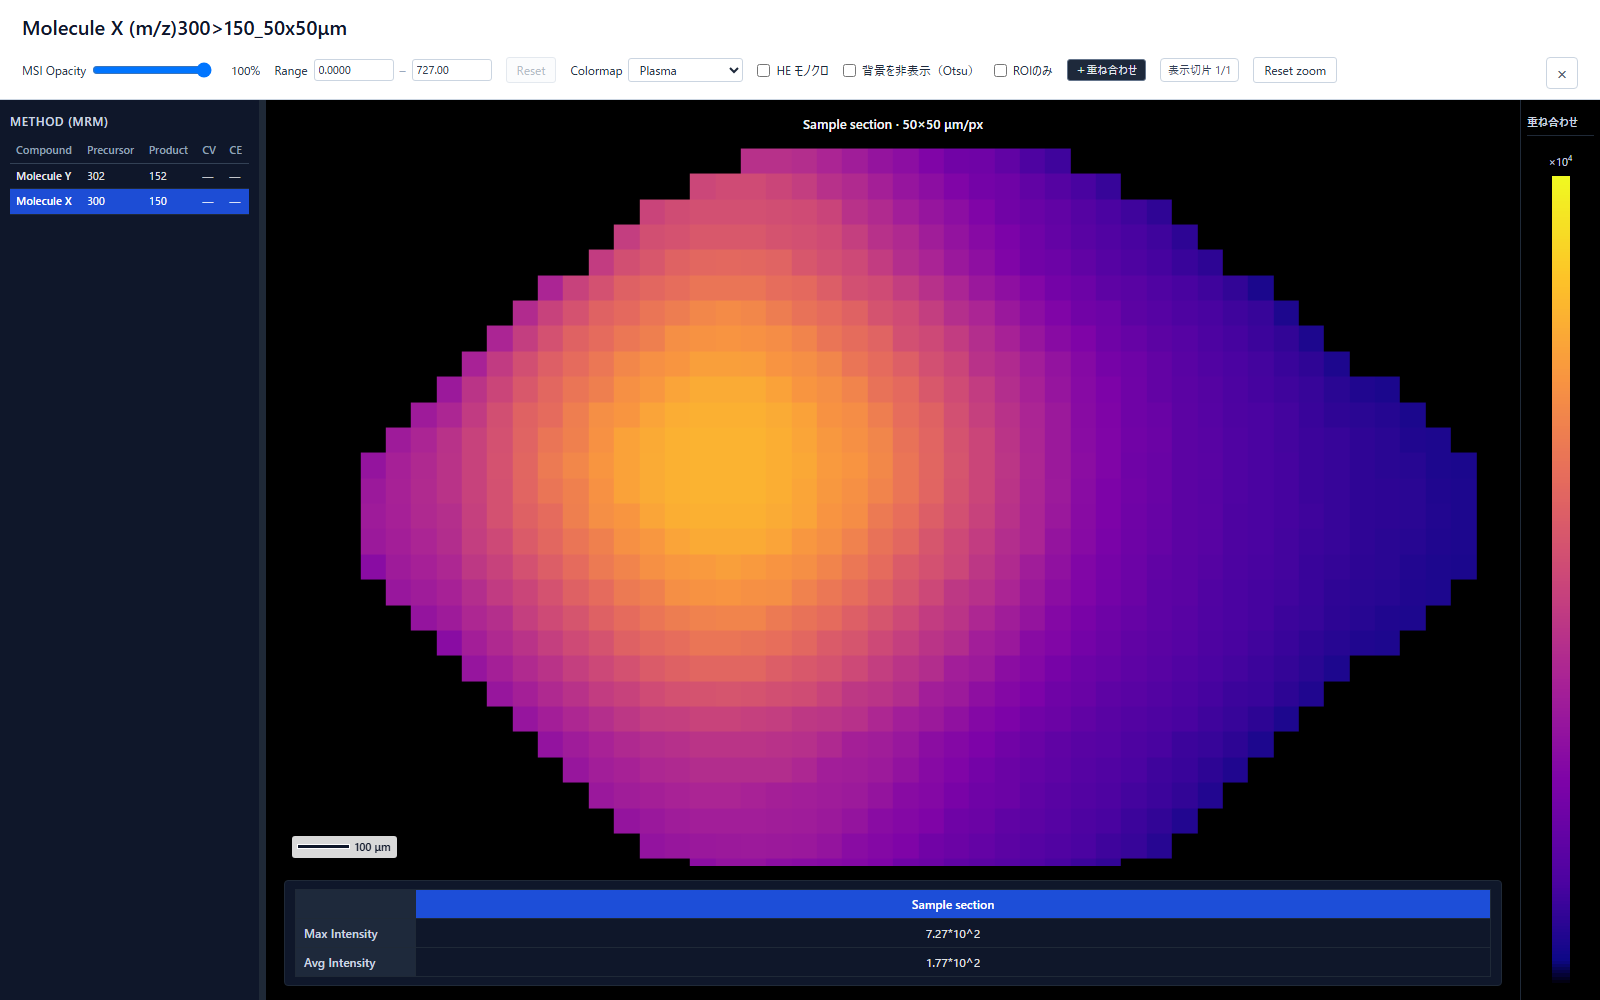 Molecule X (m/z)300>150_50x50μm
MSI Opacity 100% Range 0.0000 – 727.00 Reset Colormap Plasma HE モノクロ 背景を非表示（Otsu） ROIのみ ＋重ね合わせ 表示切片 1/1 Reset zoom ×
METHOD (MRM)
Compound Precursor Product CV CE
Molecule Y 302 152 — —
Molecule X 300 150 — —
Sample section · 50×50 μm/px
重ね合わせ
×10⁴
100 μm
Sample section
Max Intensity 7.27*10^2
Avg Intensity 1.77*10^2